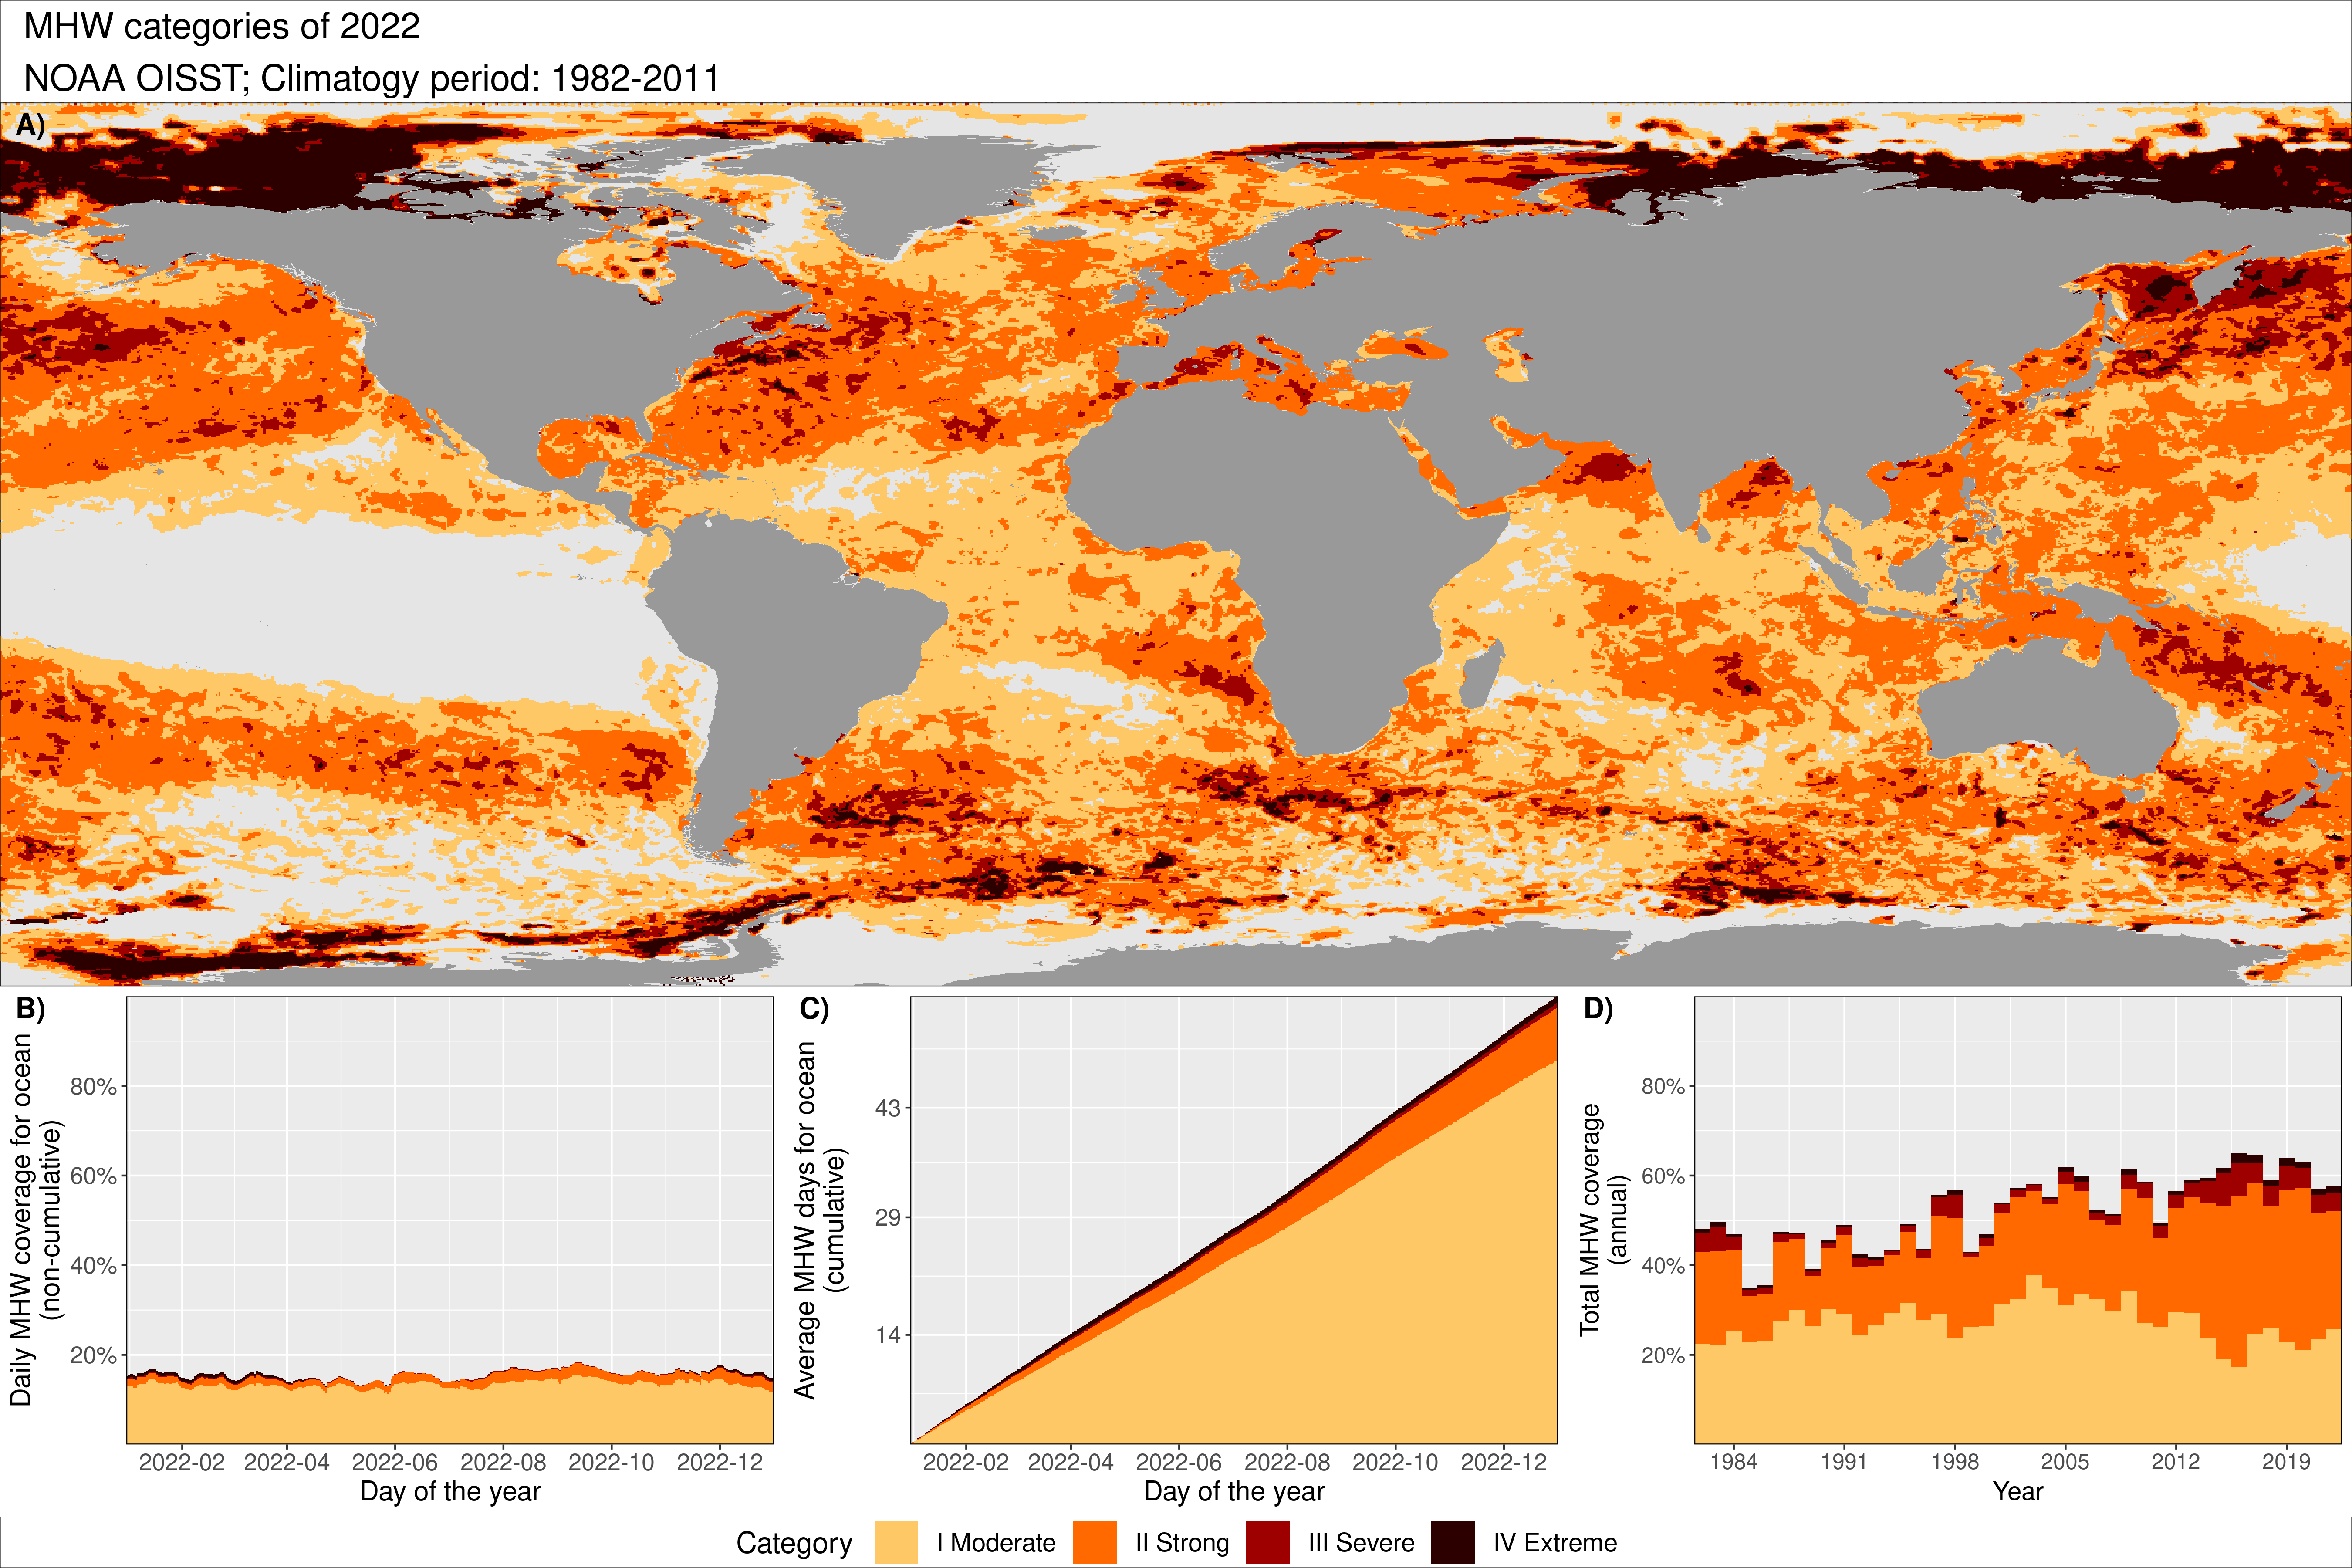 MHW categories of 2022
NOAA OISST; Climatogy period: 1982-2011
A)
B)
Daily MHW coverage for ocean
(non-cumulative)
80%
60%
40%
20%
2022-02 2022-04 2022-06 2022-08 2022-10 2022-12
Day of the year
C)
Average MHW days for ocean
(cumulative)
43
29
14
2022-02 2022-04 2022-06 2022-08 2022-10 2022-12
Day of the year
D)
Total MHW coverage
(annual)
80%
60%
40%
20%
1984 1991 1998 2005 2012 2019
Year
Category I Moderate II Strong III Severe IV Extreme